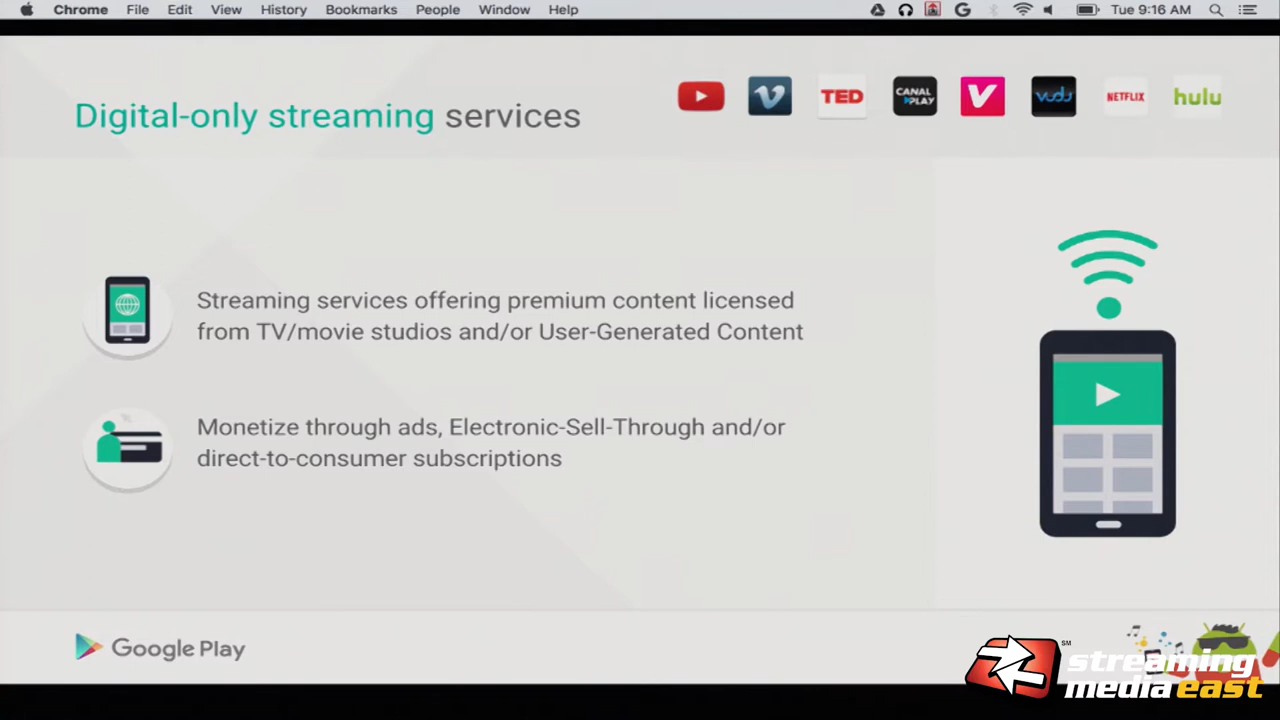 Chrome File Edit View History Bookmarks People Window Help Tue 9:16 AM
Digital-only streaming services
TED
CANAL PLAY
V
vudu
NETFLIX
hulu
Streaming services offering premium content licensed
from TV/movie studios and/or User-Generated Content
Monetize through ads, Electronic-Sell-Through and/or
direct-to-consumer subscriptions
Google Play
SM
streaming
media east